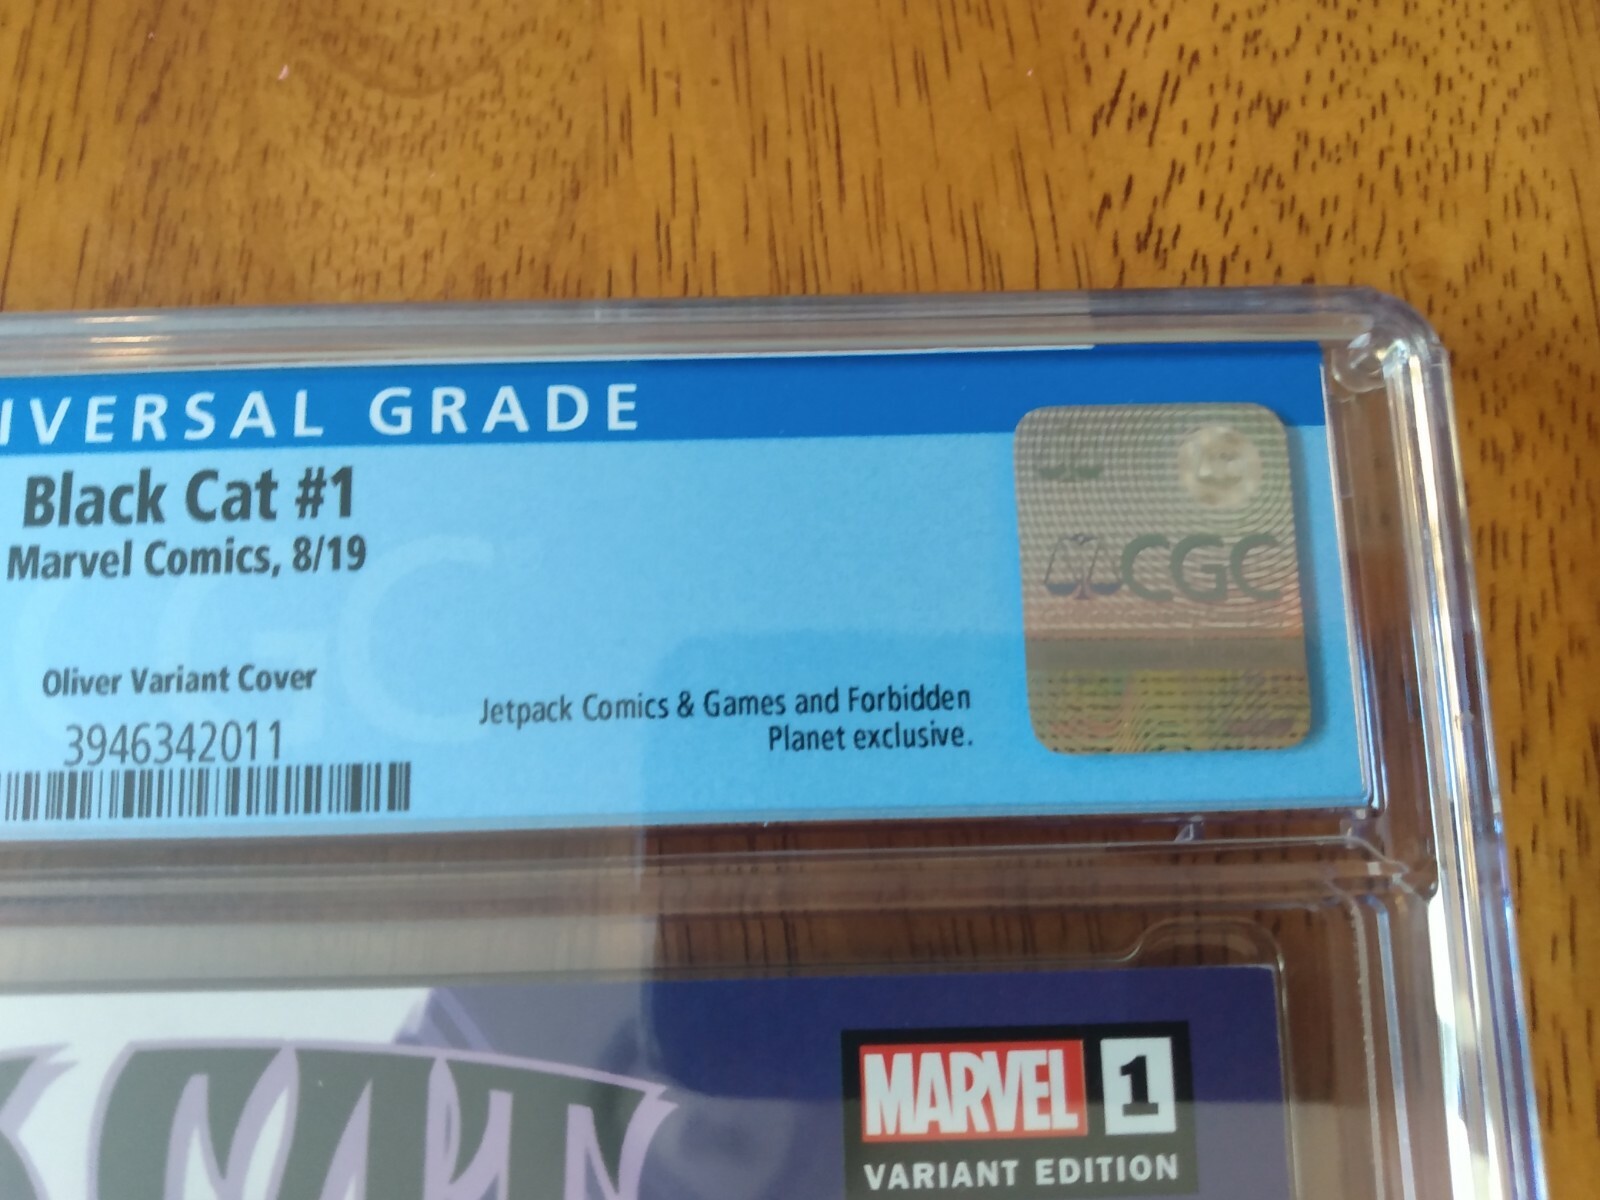 IVERSAL GRADE
Black Cat #1
Marvel Comics, 8/19
CGC
Oliver Variant Cover
Jetpack Comics & Games and Forbidden
Planet exclusive.
3946342011
MARVEL 1
VARIANT EDITION